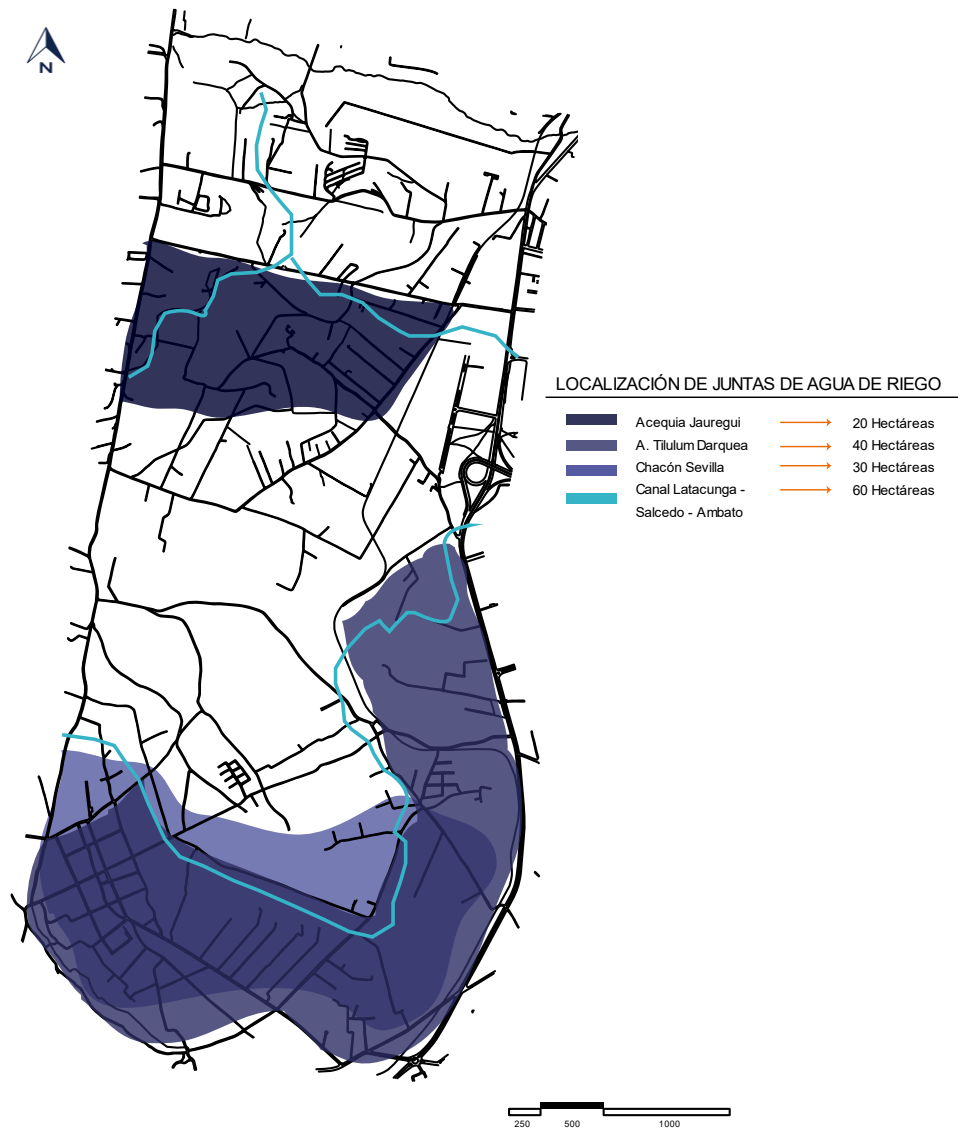 N
LOCALIZACIÓN DE JUNTAS DE AGUA DE RIEGO
Acequia Jauregui 20 Hectáreas
A. Tilulum Darquea 40 Hectáreas
Chacón Sevilla 30 Hectáreas
Canal Latacunga - 60 Hectáreas
Salcedo - Ambato
250 500 1000